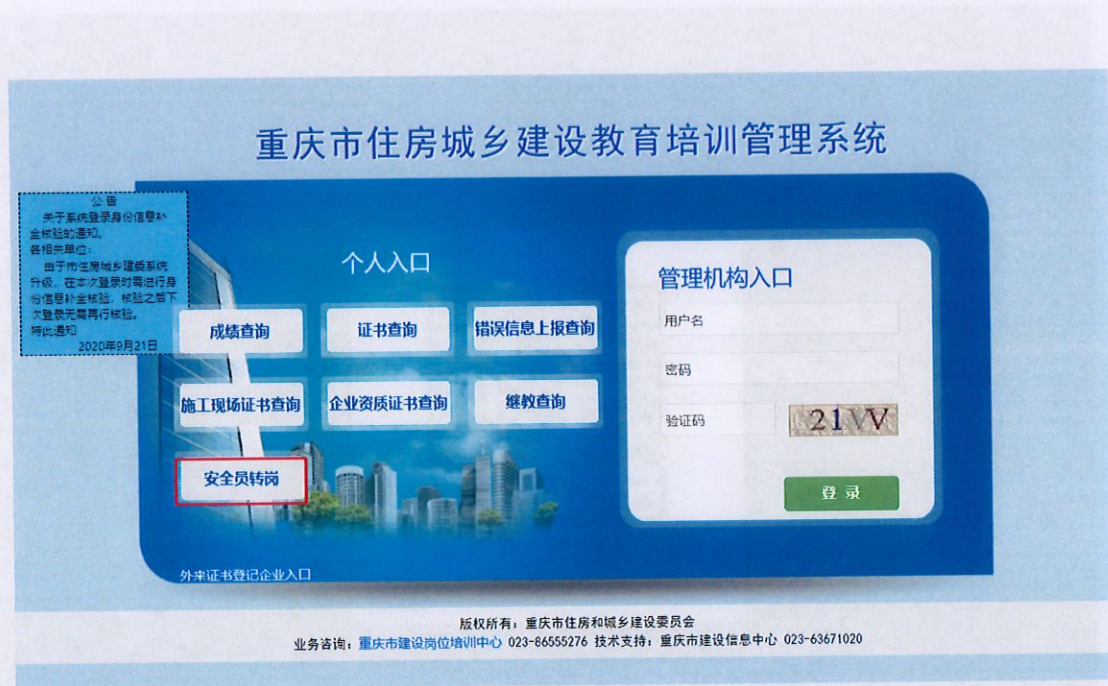 重庆市住房城乡建设教育培训管理系统
公告
关于系统登录身份信息补
全核验的通知。
各相关单位：
由于市住房城乡建委系统
升级，在本次登录时需进行身
份信息补全核验，核验之后下
次登录无需再行核验。
特此通知
2020年9月21日
个人入口
成绩查询
证书查询
错误信息上报查询
施工现场证书查询
企业资质证书查询
继教查询
安全员转岗
外来证书登记企业入口
管理机构入口
用户名
密码
验证码
21VV
登 录
版权所有：重庆市住房和城乡建设委员会
业务咨询：重庆市建设岗位培训中心 023-86555276 技术支持：重庆市建设信息中心 023-63671020